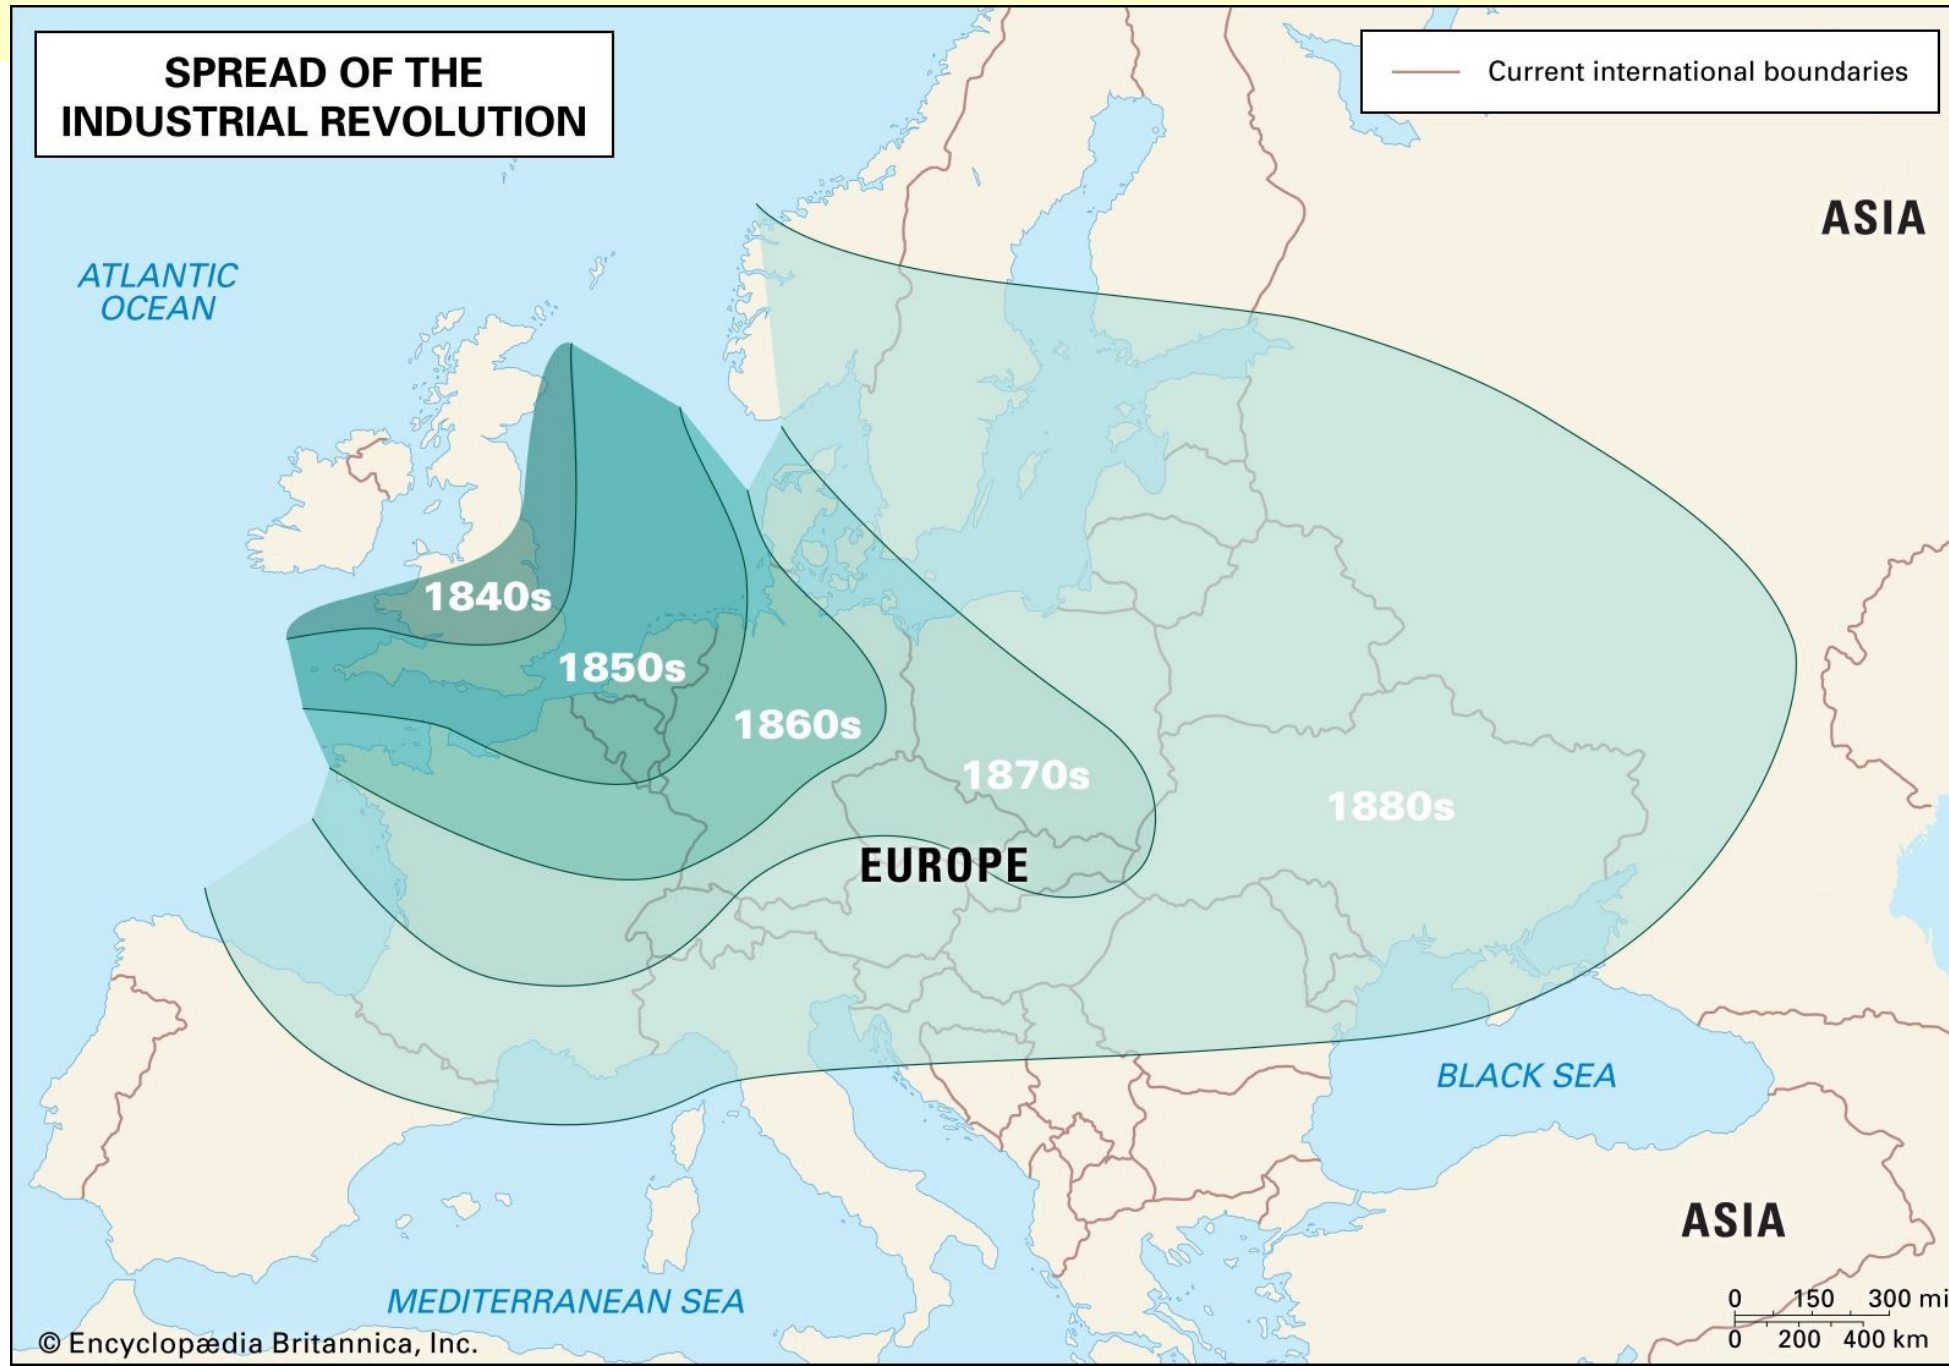 SPREAD OF THE
INDUSTRIAL REVOLUTION
Current international boundaries
ASIA
ATLANTIC
OCEAN
1840s
1850s
1860s
1870s
1880s
EUROPE
BLACK SEA
ASIA
MEDITERRANEAN SEA
0 150 300 mi
0 200 400 km
© Encyclopædia Britannica, Inc.